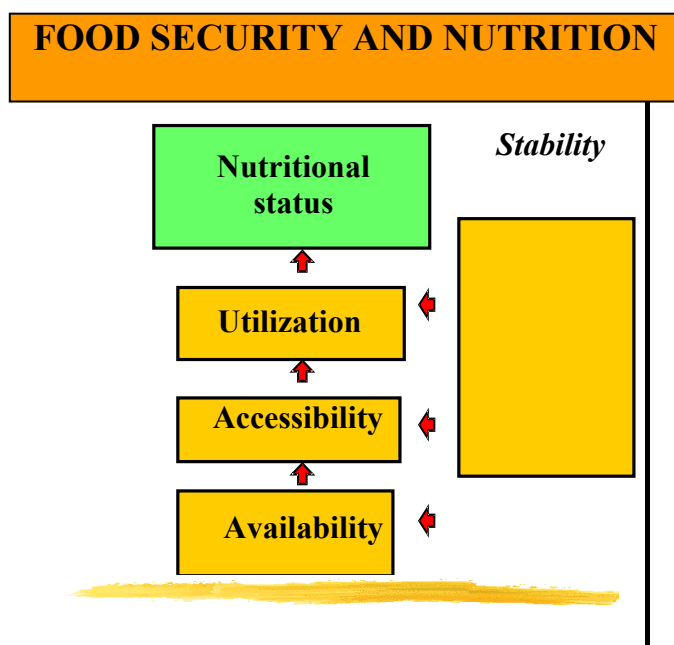 FOOD SECURITY AND NUTRITION
Stability
Nutritional
status
Utilization
Accessibility
Availability